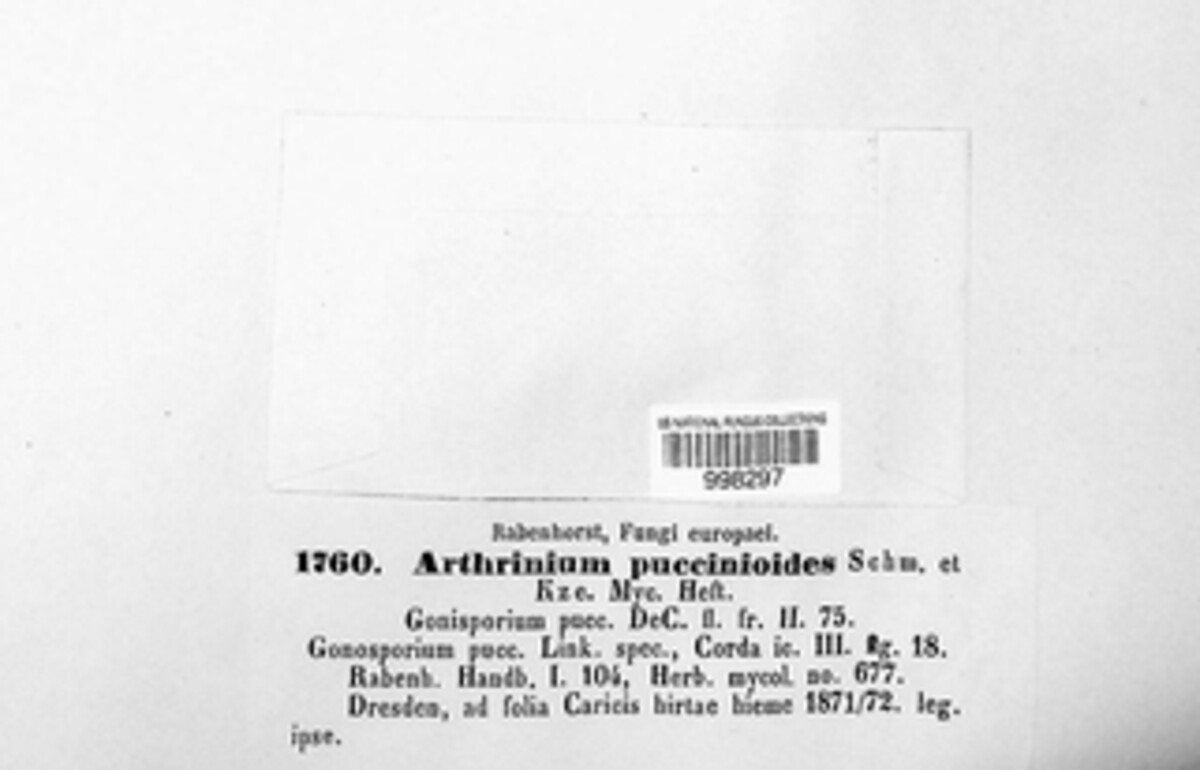 US NATIONAL FUNGUS COLLECTIONS
998297
Rabenhorst, Fungi europaei.
1760. Arthrinium puccinioides Schm. et
Kze. Myc. Heft.
Gonisporium pucc. DeC. fl. fr. II. 75.
Gonosporium pucc. Link. spec., Corda ic. III. fig. 18.
Rabenh. Handb. I. 104, Herb. mycol. no. 677.
Dresden, ad folia Caricis hirtae hieme 1871/72. leg.
ipse.